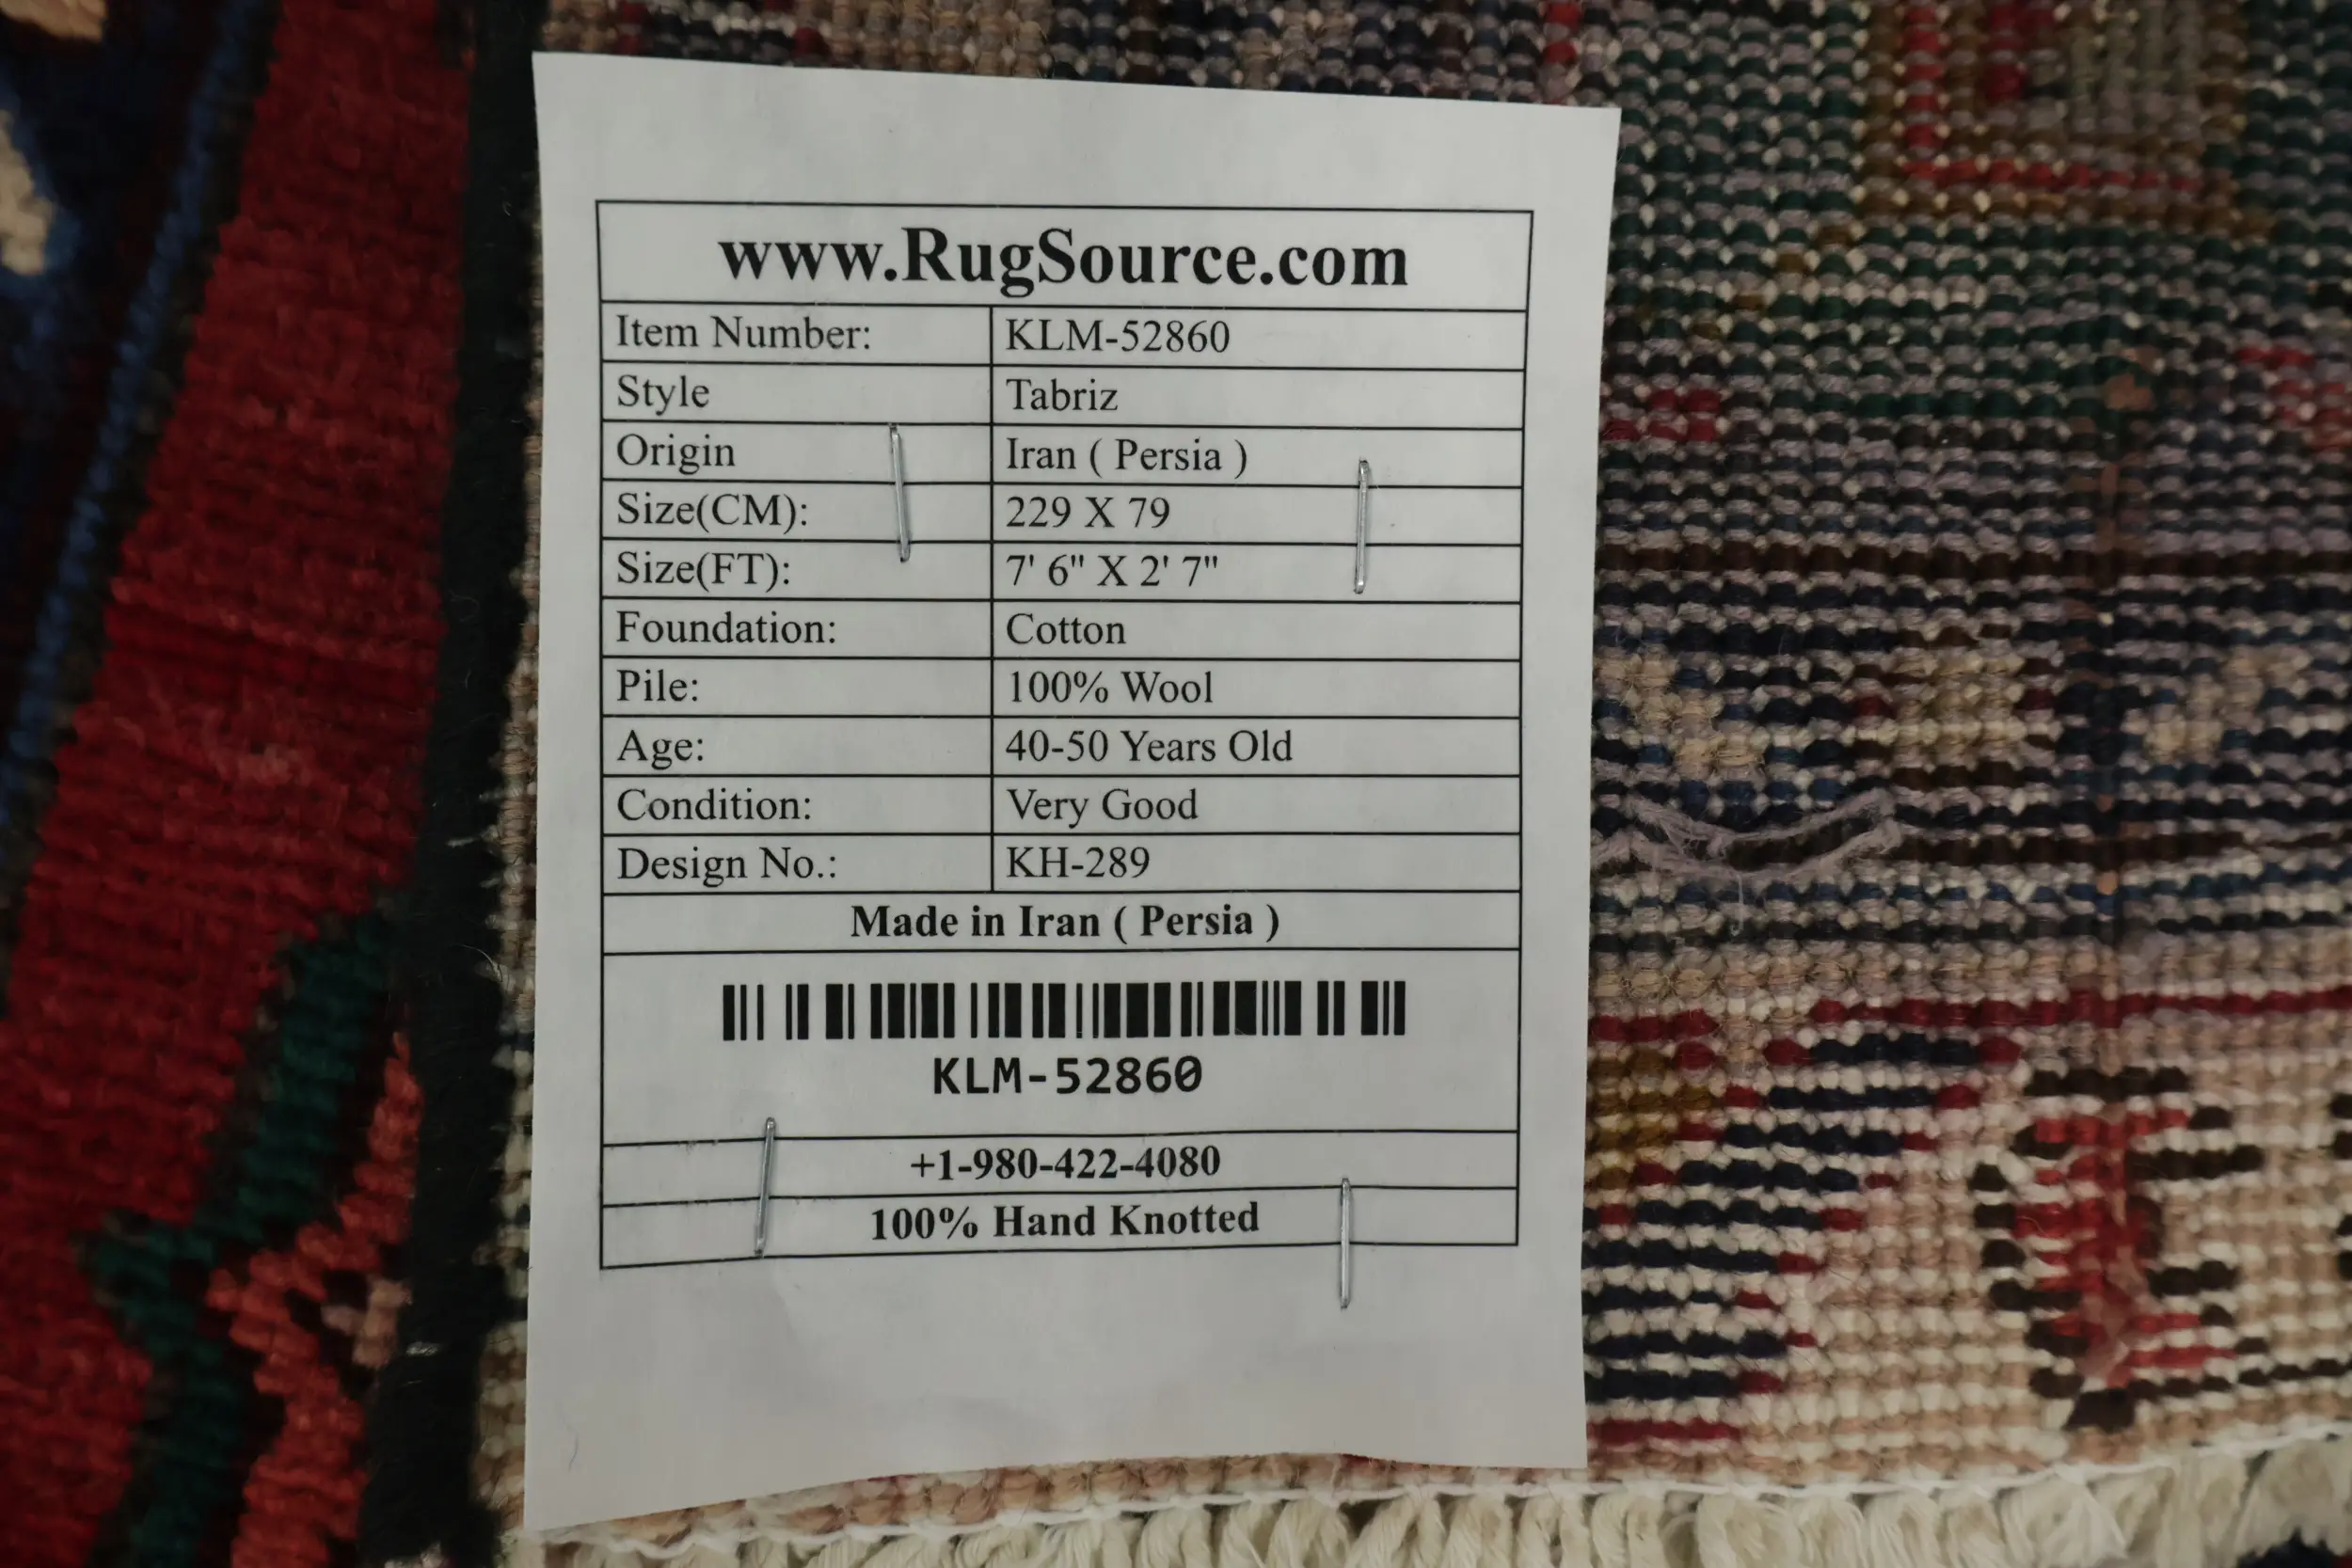 www.RugSource.com
Item Number: KLM-52860
Style Tabriz
Origin Iran ( Persia )
Size(CM): 229 X 79
Size(FT): 7' 6" X 2' 7"
Foundation: Cotton
Pile: 100% Wool
Age: 40-50 Years Old
Condition: Very Good
Design No.: KH-289
Made in Iran ( Persia )
KLM-52860
+1-980-422-4080
100% Hand Knotted